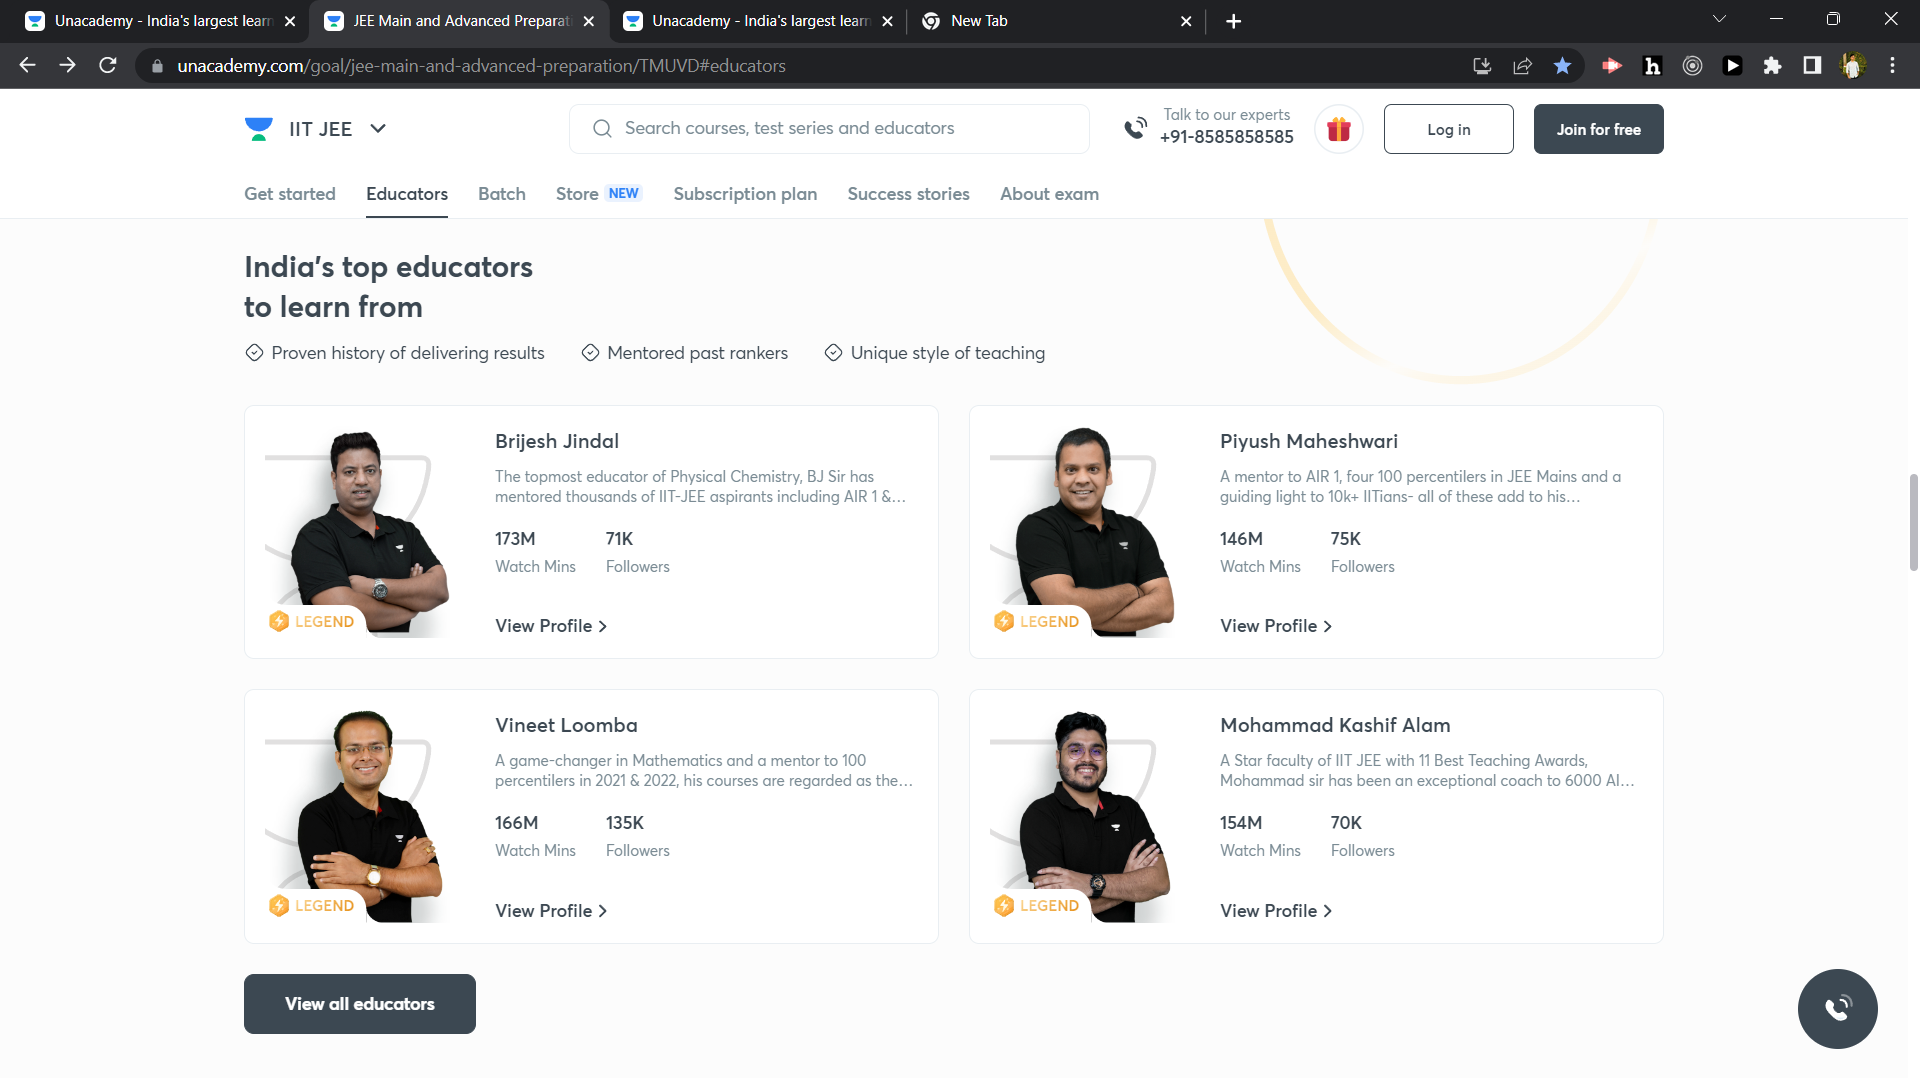 Unacademy - India's largest learn
JEE Main and Advanced Preparati
Unacademy - India's largest learn
New Tab
unacademy.com/goal/jee-main-and-advanced-preparation/TMUVD#educators
IIT JEE
Search courses, test series and educators
Talk to our experts
+91-8585858585
Log in
Join for free
Get started
Educators
Batch
Store NEW
Subscription plan
Success stories
About exam
India's top educators
to learn from
Proven history of delivering results
Mentored past rankers
Unique style of teaching
Brijesh Jindal
The topmost educator of Physical Chemistry, BJ Sir has
mentored thousands of IIT-JEE aspirants including AIR 1 &...
173M
71K
Watch Mins
Followers
LEGEND
View Profile
Piyush Maheshwari
A mentor to AIR 1, four 100 percentilers in JEE Mains and a
guiding light to 10k+ IITians- all of these add to his...
146M
75K
Watch Mins
Followers
LEGEND
View Profile
Vineet Loomba
A game-changer in Mathematics and a mentor to 100
percentilers in 2021 & 2022, his courses are regarded as the...
166M
135K
Watch Mins
Followers
LEGEND
View Profile
Mohammad Kashif Alam
A Star faculty of IIT JEE with 11 Best Teaching Awards,
Mohammad sir has been an exceptional coach to 6000 AI...
154M
70K
Watch Mins
Followers
LEGEND
View Profile
View all educators